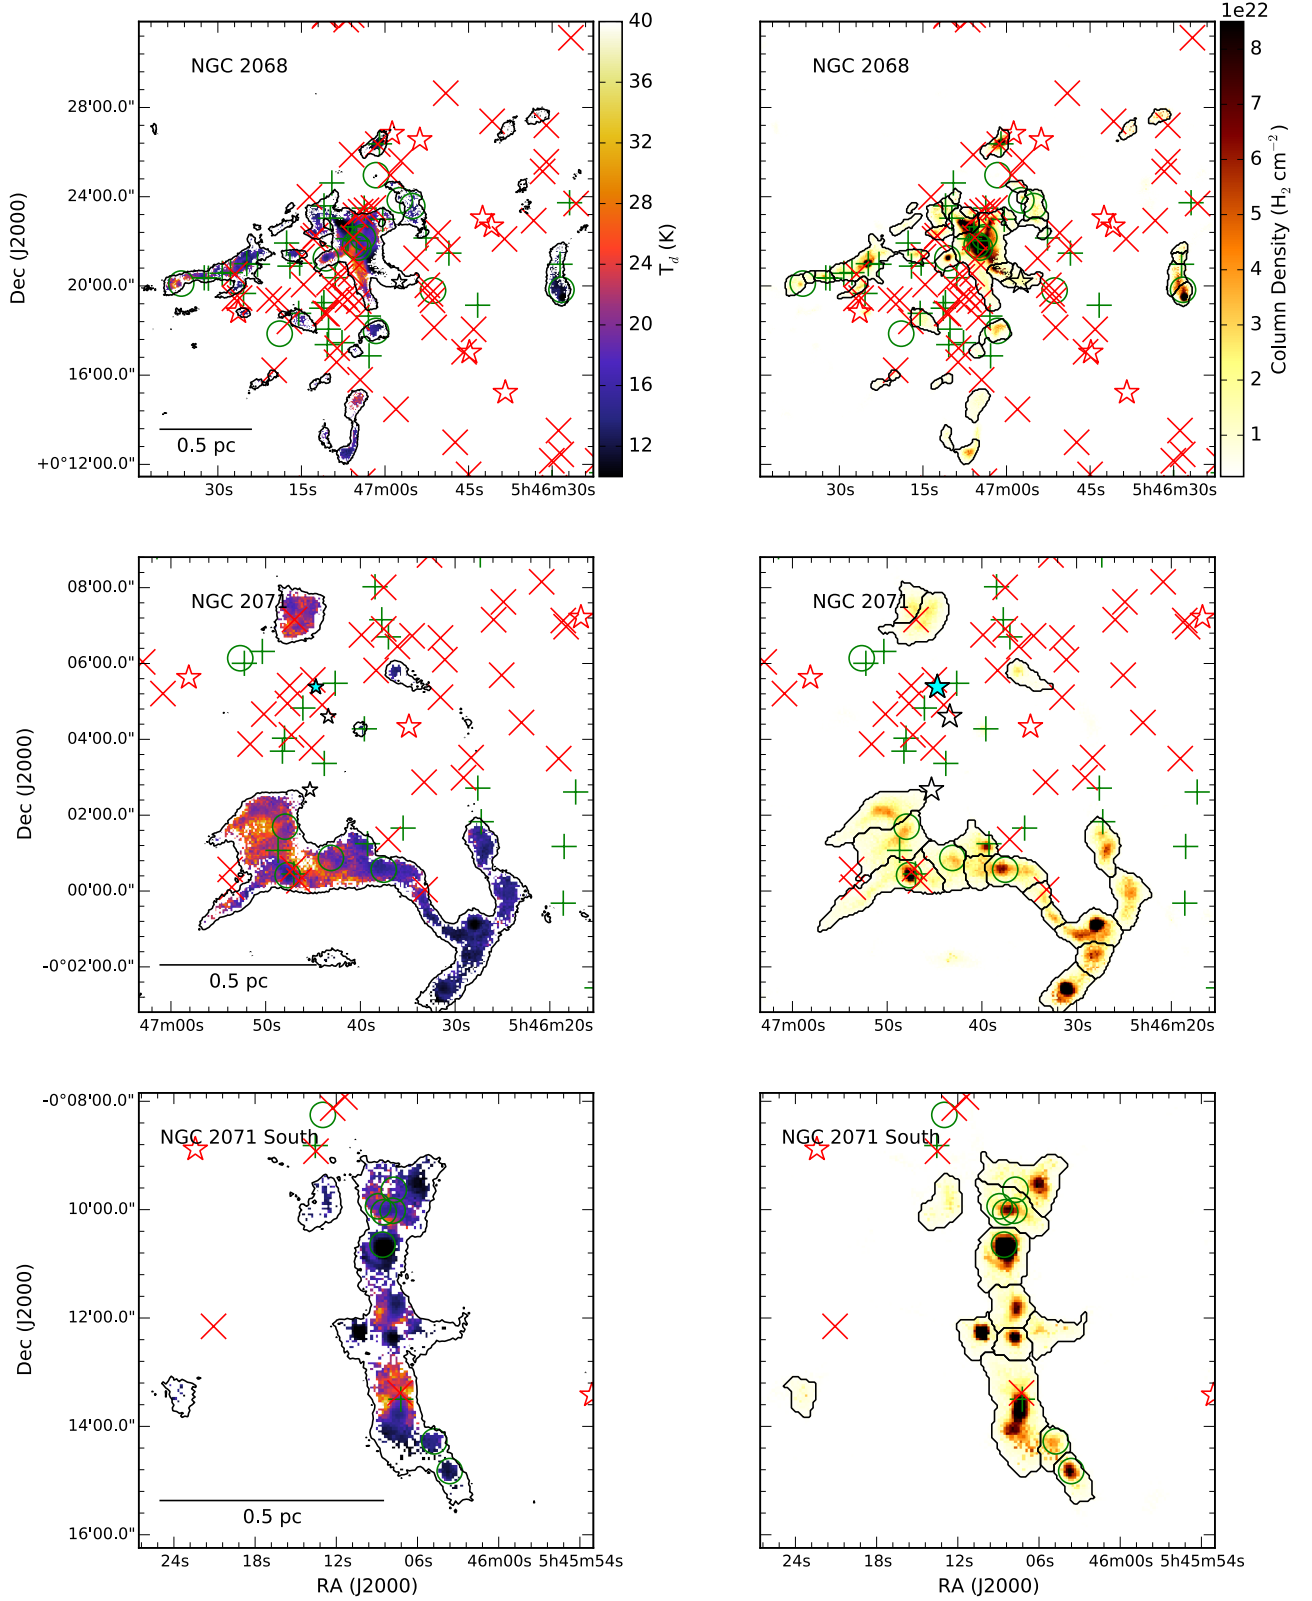 NGC 2068
28'00.0"
24'00.0"
20'00.0"
16'00.0"
+0°12'00.0"
Dec (J2000)
0.5 pc
30s 15s 47m00s 45s 5h46m30s
40
36
32
28
24
20
16
12
T_d (K)
NGC 2068
30s 15s 47m00s 45s 5h46m30s
1e22
8
7
6
5
4
3
2
1
Column Density (H₂ cm⁻²)
NGC 2071
08'00.0"
06'00.0"
04'00.0"
02'00.0"
00'00.0"
-0°02'00.0"
Dec (J2000)
0.5 pc
47m00s 50s 40s 30s 5h46m20s
NGC 2071
47m00s 50s 40s 30s 5h46m20s
-0°08'00.0"
NGC 2071 South
10'00.0"
12'00.0"
14'00.0"
16'00.0"
Dec (J2000)
0.5 pc
24s 18s 12s 06s 46m00s 5h45m54s
RA (J2000)
NGC 2071 South
24s 18s 12s 06s 46m00s 5h45m54s
RA (J2000)